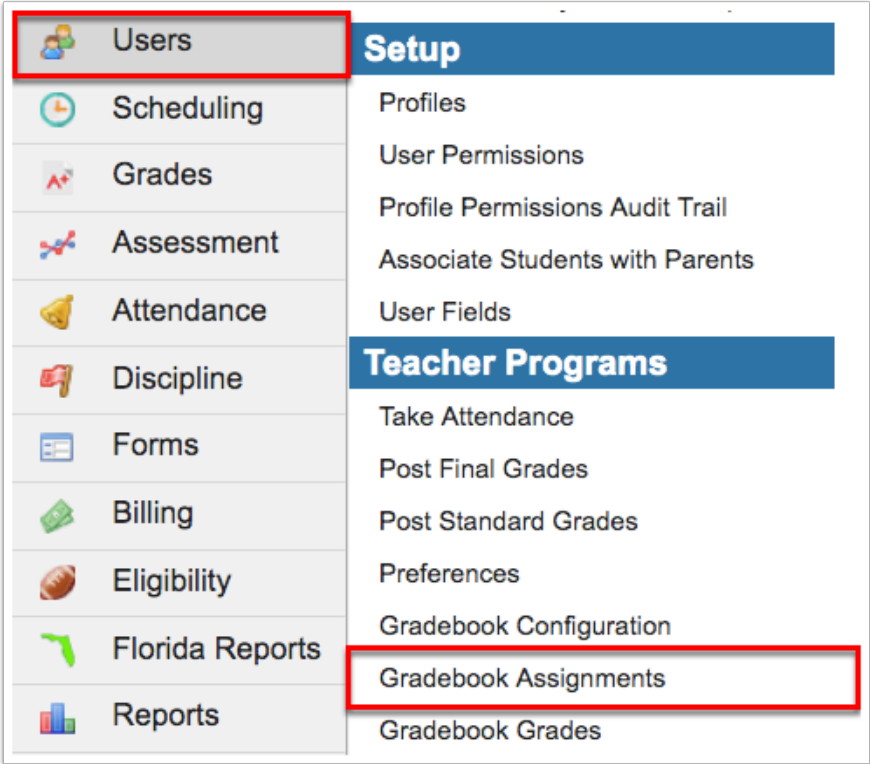 Users
Scheduling
Grades
Assessment
Attendance
Discipline
Forms
Billing
Eligibility
Florida Reports
Reports
Setup
Profiles
User Permissions
Profile Permissions Audit Trail
Associate Students with Parents
User Fields
Teacher Programs
Take Attendance
Post Final Grades
Post Standard Grades
Preferences
Gradebook Configuration
Gradebook Assignments
Gradebook Grades